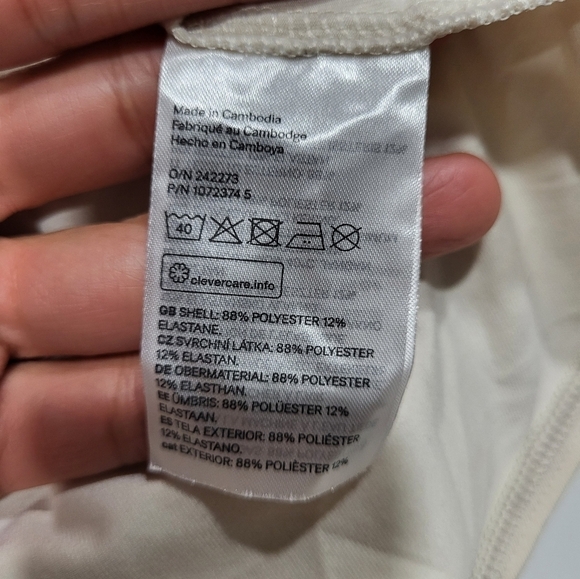 Made in Cambodia
Fabriqué au Cambodge
Hecho en Camboya
O/N 242273
P/N 1072374 5
40
clevercare.info
GB SHELL: 88% POLYESTER 12%
ELASTANE.
CZ SVRCHNÍ LÁTKA: 88% POLYESTER
12% ELASTAN.
DE OBERMATERIAL: 88% POLYESTER
12% ELASTHAN.
EE ÜMBRIS: 88% POLÜESTER 12%
ELASTAAN.
ES TELA EXTERIOR: 88% POLIÉSTER
12% ELASTANO.
cat EXTERIOR: 88% POLIÈSTER 12%